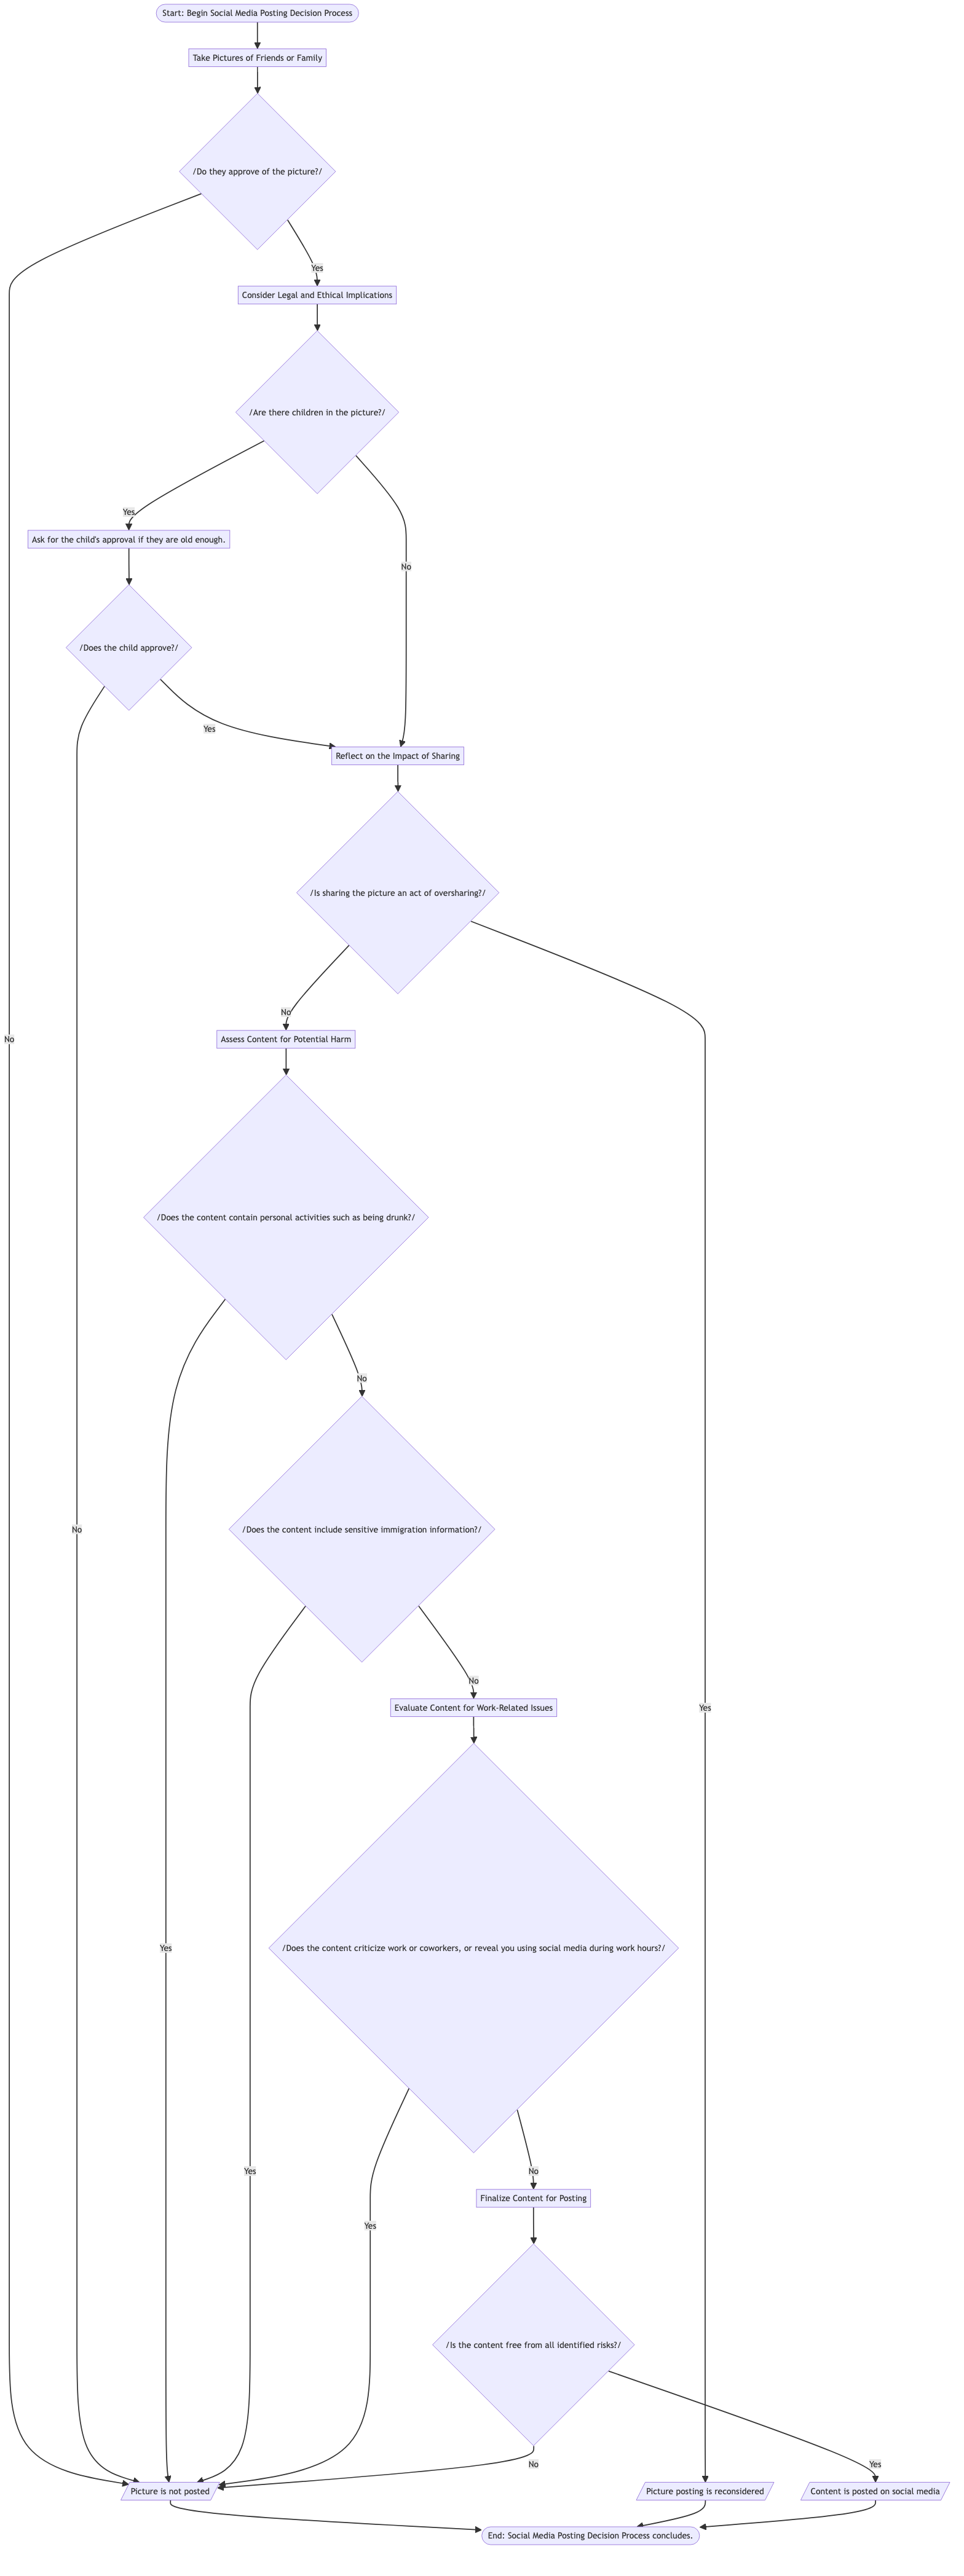 Start: Begin Social Media Posting Decision Process
Take Pictures of Friends or Family
/Do they approve of the picture?/
Yes
Consider Legal and Ethical Implications
/Are there children in the picture?/
Yes
Ask for the child's approval if they are old enough.
No
/Does the child approve?/
Yes
Reflect on the Impact of Sharing
/Is sharing the picture an act of oversharing?/
No
No
Assess Content for Potential Harm
/Does the content contain personal activities such as being drunk?/
No
No
/Does the content include sensitive immigration information?/
No
Evaluate Content for Work-Related Issues
Yes
/Does the content criticize work or coworkers, or reveal you using social media during work hours?/
Yes
Yes
No
Finalize Content for Posting
Yes
/Is the content free from all identified risks?/
No
Yes
Picture is not posted
Picture posting is reconsidered
Content is posted on social media
End: Social Media Posting Decision Process concludes.